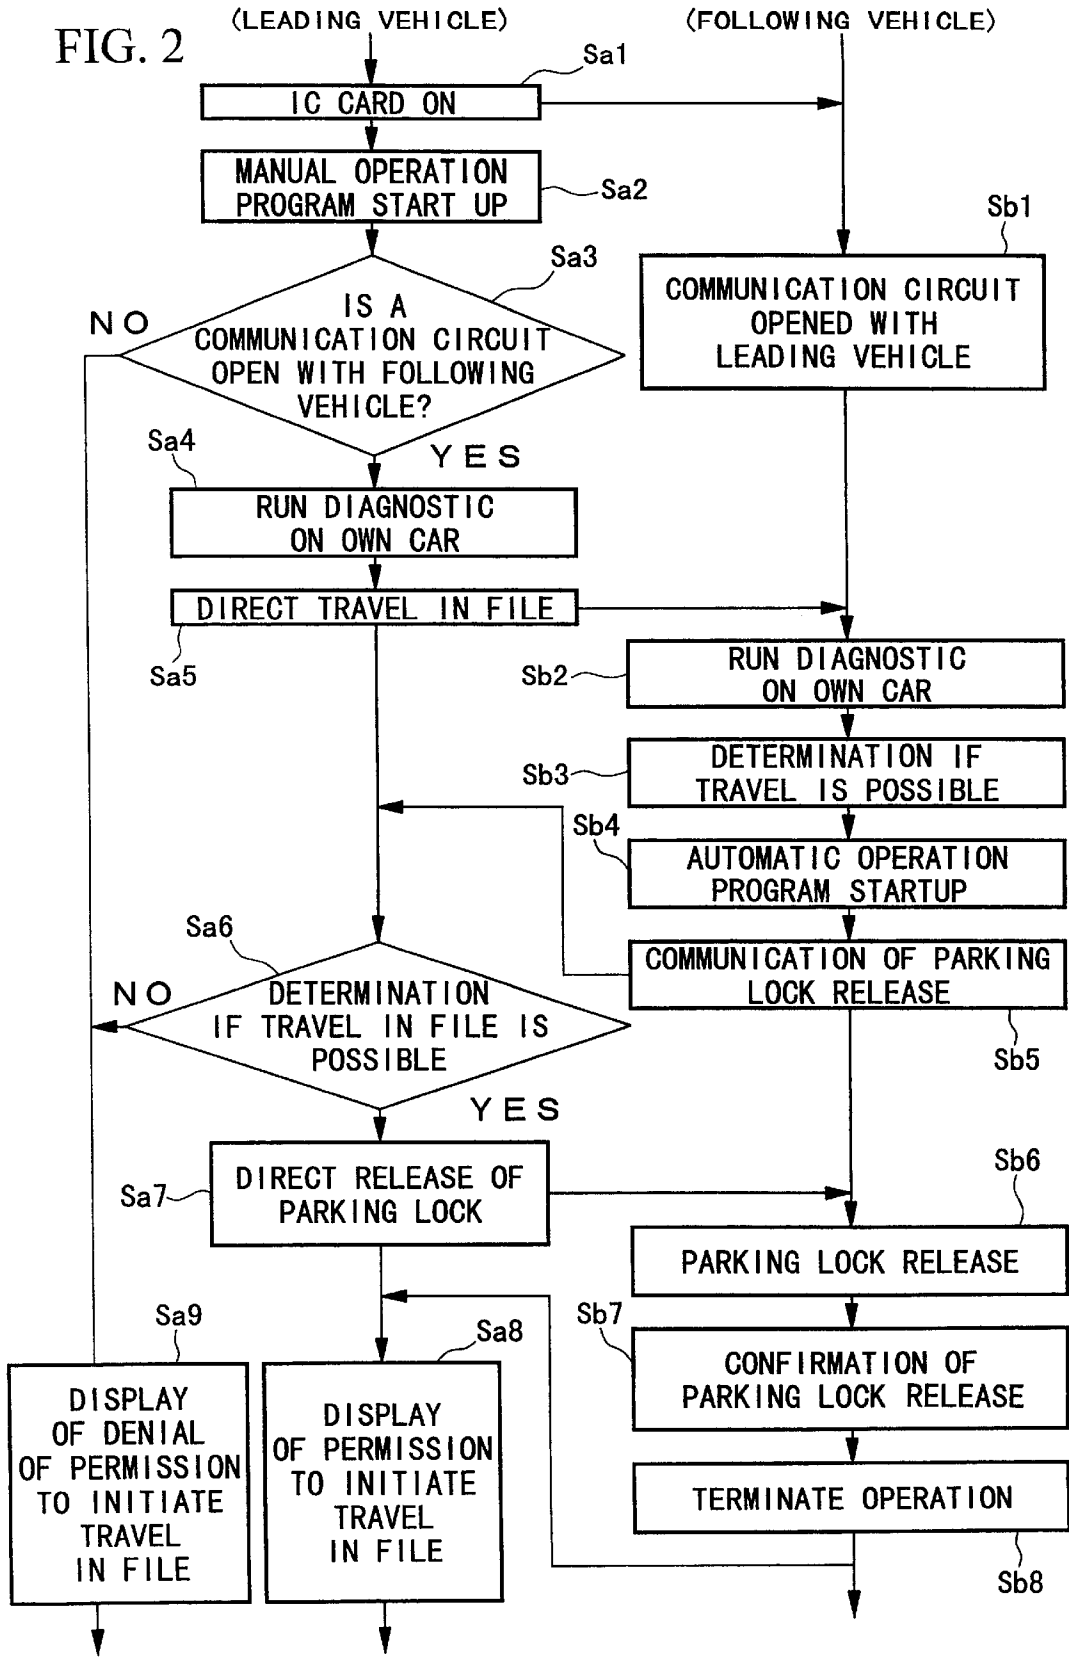 FIG. 2
(LEADING VEHICLE)
(FOLLOWING VEHICLE)
Sa1
IC CARD ON
MANUAL OPERATION
PROGRAM START UP
Sa2
Sb1
Sa3
IS A
COMMUNICATION CIRCUIT
OPEN WITH FOLLOWING
VEHICLE?
NO
YES
COMMUNICATION CIRCUIT
OPENED WITH
LEADING VEHICLE
Sa4
RUN DIAGNOSTIC
ON OWN CAR
DIRECT TRAVEL IN FILE
Sa5
Sb2
RUN DIAGNOSTIC
ON OWN CAR
Sb3
DETERMINATION IF
TRAVEL IS POSSIBLE
Sb4
AUTOMATIC OPERATION
PROGRAM STARTUP
COMMUNICATION OF PARKING
LOCK RELEASE
Sb5
Sa6
NO
DETERMINATION
IF TRAVEL IN FILE IS
POSSIBLE
YES
Sa7
DIRECT RELEASE OF
PARKING LOCK
Sb6
PARKING LOCK RELEASE
Sb7
CONFIRMATION OF
PARKING LOCK RELEASE
TERMINATE OPERATION
Sb8
Sa9
DISPLAY
OF DENIAL
OF PERMISSION
TO INITIATE
TRAVEL
IN FILE
Sa8
DISPLAY
OF PERMISSION
TO INITIATE
TRAVEL
IN FILE